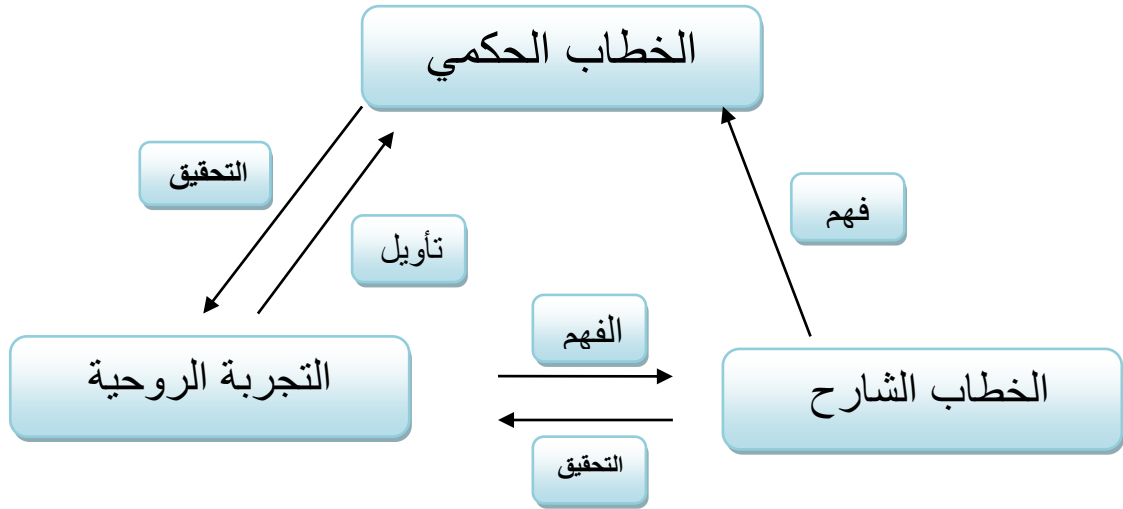 الخطاب الحكمي
التحقيق
فهم
تأويل
الفهم
التجربة الروحية
الخطاب الشارح
التحقيق